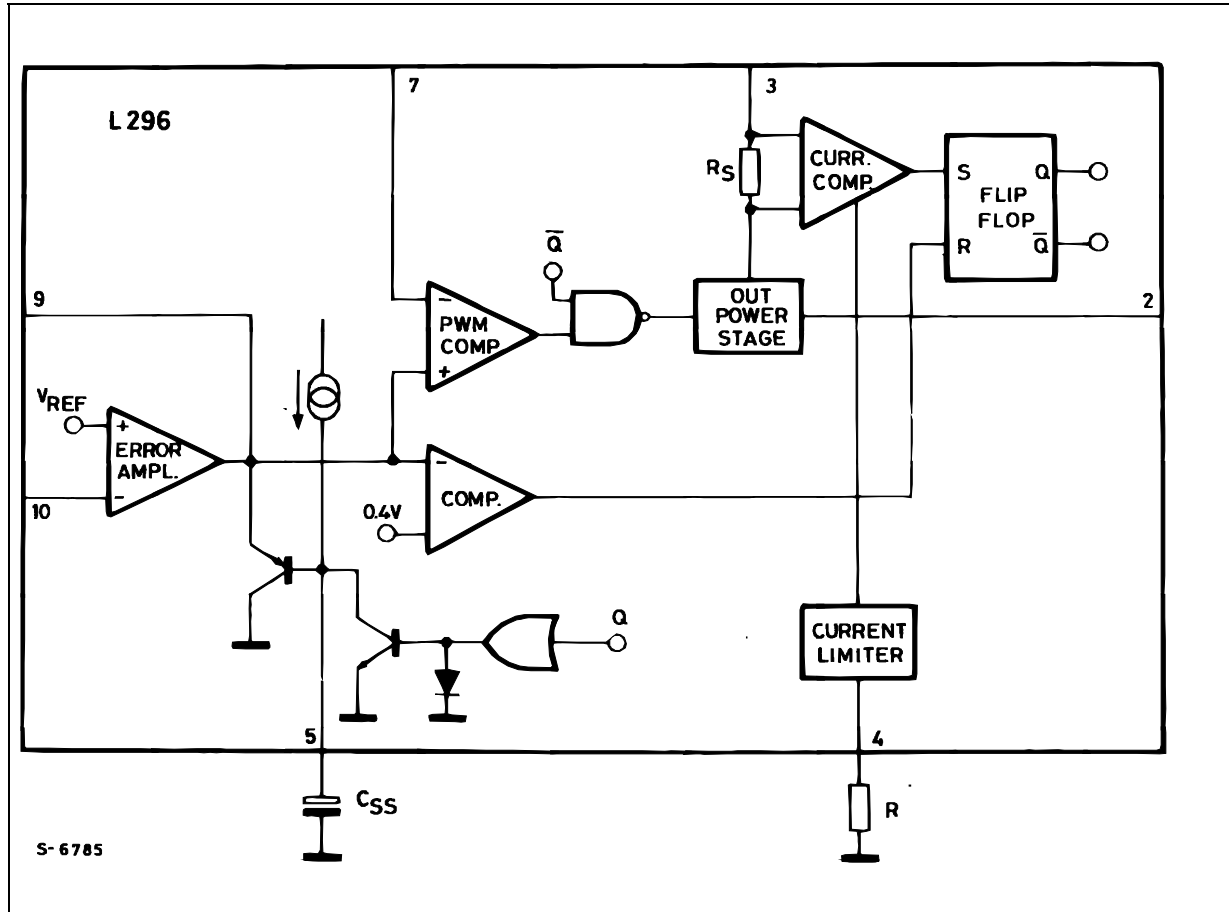 L296
7
3
RS
CURR.
COMP.
S
Q
FLIP
FLOP
R
Q̅
Q̅
9
-
PWM
COMP
+
OUT
POWER
STAGE
2
VREF
+
ERROR
AMPL.
-
10
-
COMP.
0.4V
Q
CURRENT
LIMITER
5
4
CSS
R
S-6785